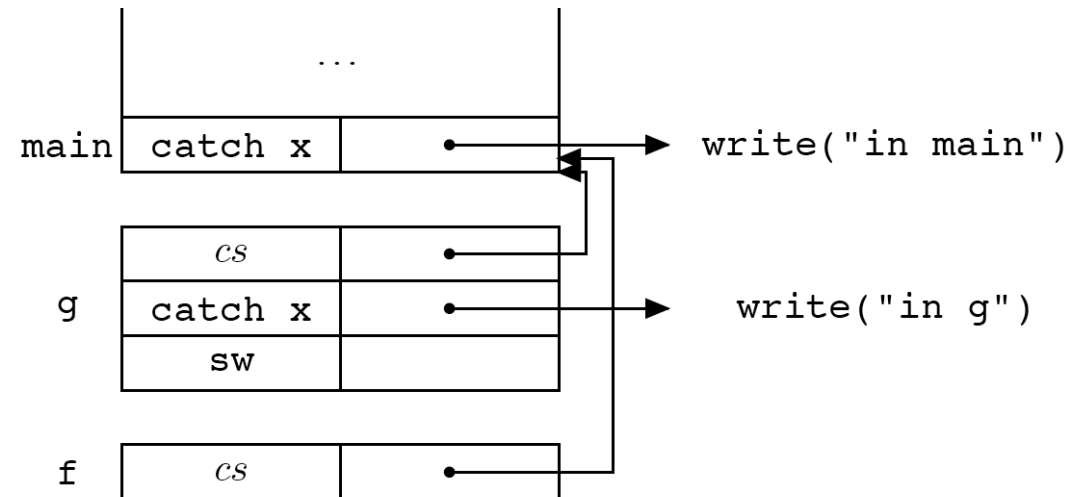 ...
main catch x write("in main")
cs
g catch x write("in g")
sw
f cs